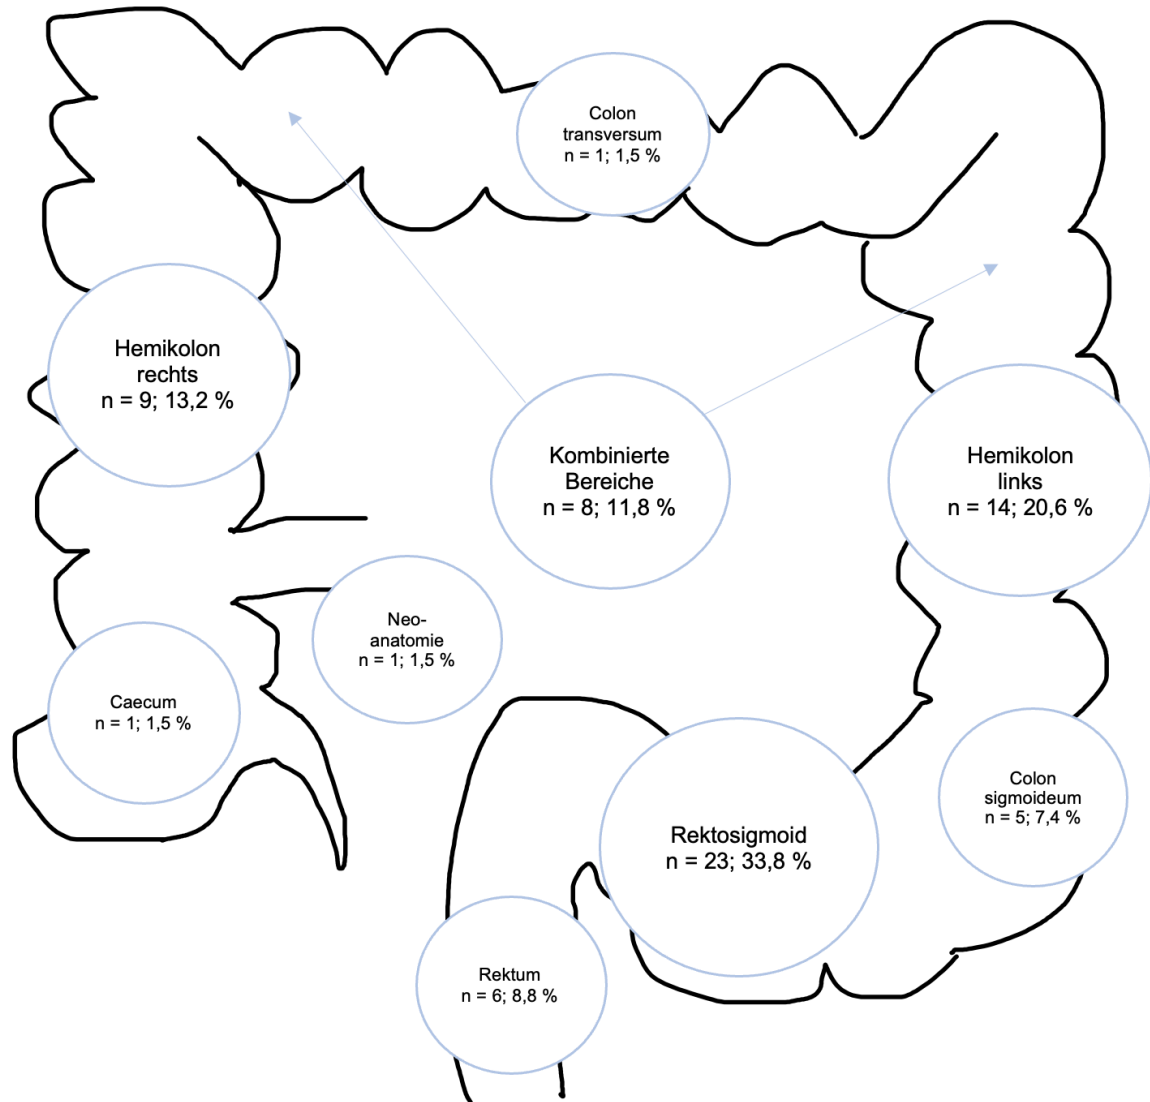 Colon
transversum
n = 1; 1,5 %
Hemikolon
rechts
n = 9; 13,2 %
Kombinierte
Bereiche
n = 8; 11,8 %
Hemikolon
links
n = 14; 20,6 %
Neo-
anatomie
n = 1; 1,5 %
Caecum
n = 1; 1,5 %
Colon
sigmoideum
n = 5; 7,4 %
Rektosigmoid
n = 23; 33,8 %
Rektum
n = 6; 8,8 %